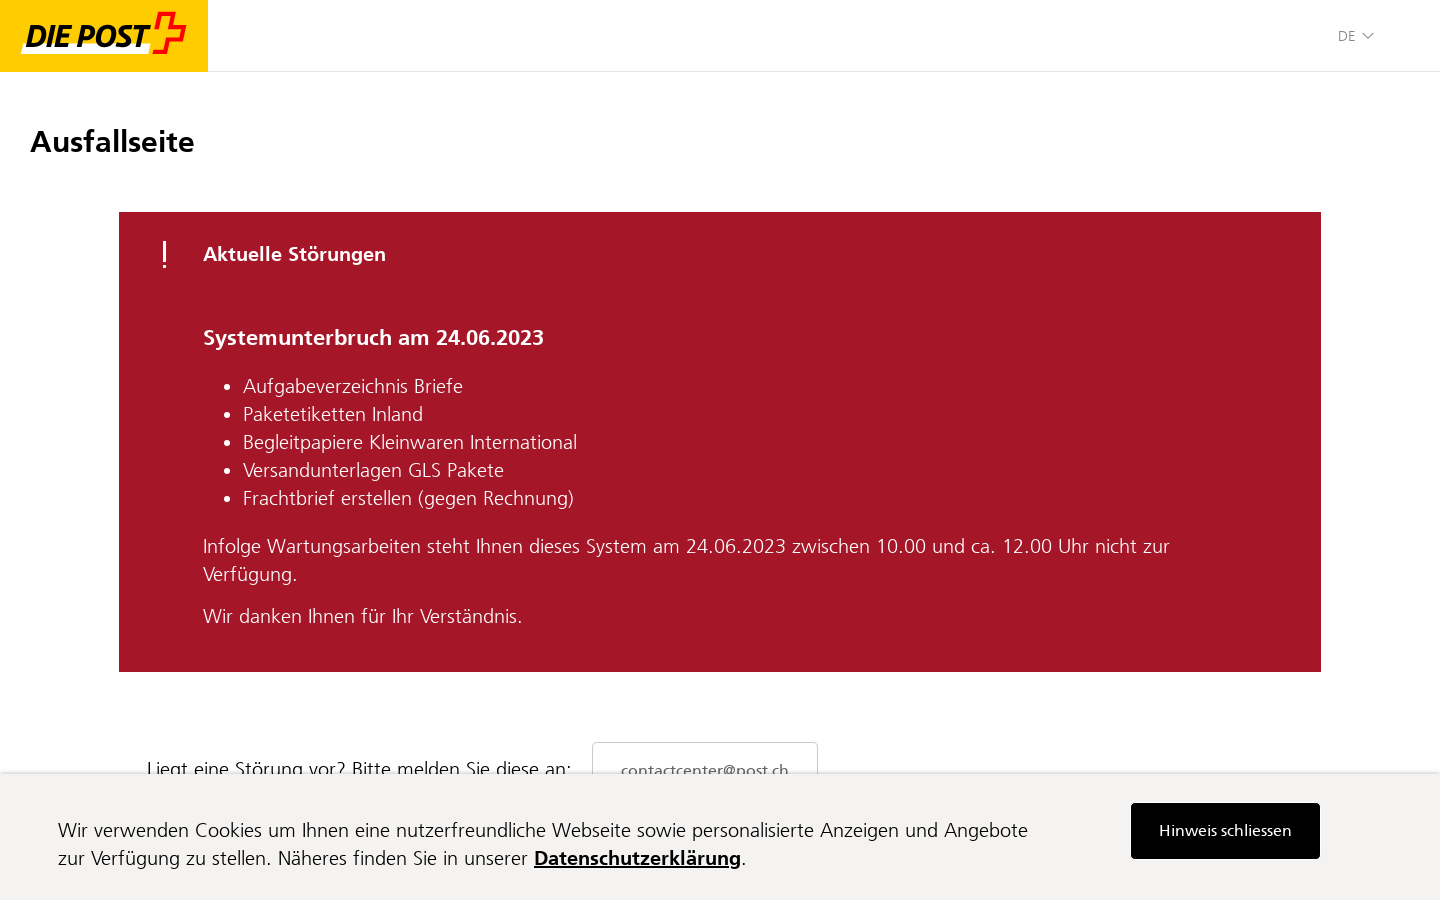 DIE POST
DE
Ausfallseite
Aktuelle Störungen
Systemunterbruch am 24.06.2023
Aufgabeverzeichnis Briefe
Paketetiketten Inland
Begleitpapiere Kleinwaren International
Versandunterlagen GLS Pakete
Frachtbrief erstellen (gegen Rechnung)
Infolge Wartungsarbeiten steht Ihnen dieses System am 24.06.2023 zwischen 10.00 und ca. 12.00 Uhr nicht zur
Verfügung.
Wir danken Ihnen für Ihr Verständnis.
Liegt eine Störung vor? Bitte melden Sie diese an:
contactcenter@post.ch
Wir verwenden Cookies um Ihnen eine nutzerfreundliche Webseite sowie personalisierte Anzeigen und Angebote
zur Verfügung zu stellen. Näheres finden Sie in unserer Datenschutzerklärung.
Hinweis schliessen